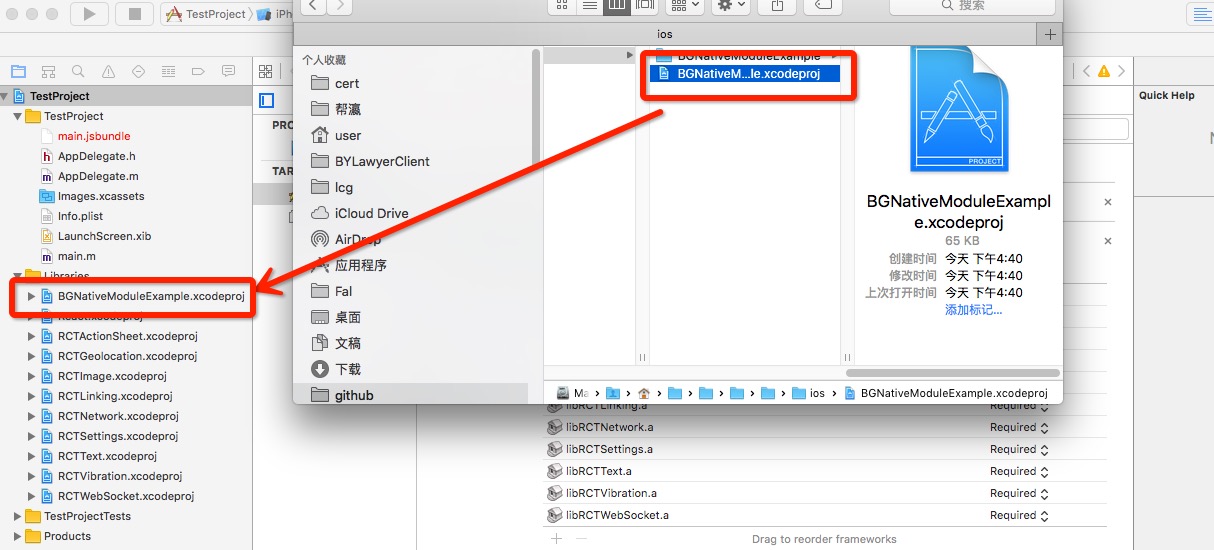 TestProject
iPh
搜索
ios
TestProject
TestProject
main.jsbundle
AppDelegate.h
AppDelegate.m
Images.xcassets
Info.plist
LaunchScreen.xib
main.m
Libraries
BGNativeModuleExample.xcodeproj
React.xcodeproj
RCTActionSheet.xcodeproj
RCTGeolocation.xcodeproj
RCTImage.xcodeproj
RCTLinking.xcodeproj
RCTNetwork.xcodeproj
RCTSettings.xcodeproj
RCTText.xcodeproj
RCTVibration.xcodeproj
RCTWebSocket.xcodeproj
TestProjectTests
Products
PRO
TAR
个人收藏
cert
帮瀛
user
BYLawyerClient
lcg
iCloud Drive
AirDrop
应用程序
Fal
桌面
文稿
下载
github
BGNativeModuleExample
BGNativeM...le.xcodeproj
PROJECT
BGNativeModuleExampl
e.xcodeproj
65 KB
创建时间 今天 下午4:40
修改时间 今天 下午4:40
上次打开时间 今天 下午4:40
添加标记...
Ma
ios
BGNativeModuleExample.xcodeproj
libRCTLinking.a Required
libRCTNetwork.a Required
libRCTSettings.a Required
libRCTText.a Required
libRCTVibration.a Required
libRCTWebSocket.a Required
Drag to reorder frameworks
Quick Help
N